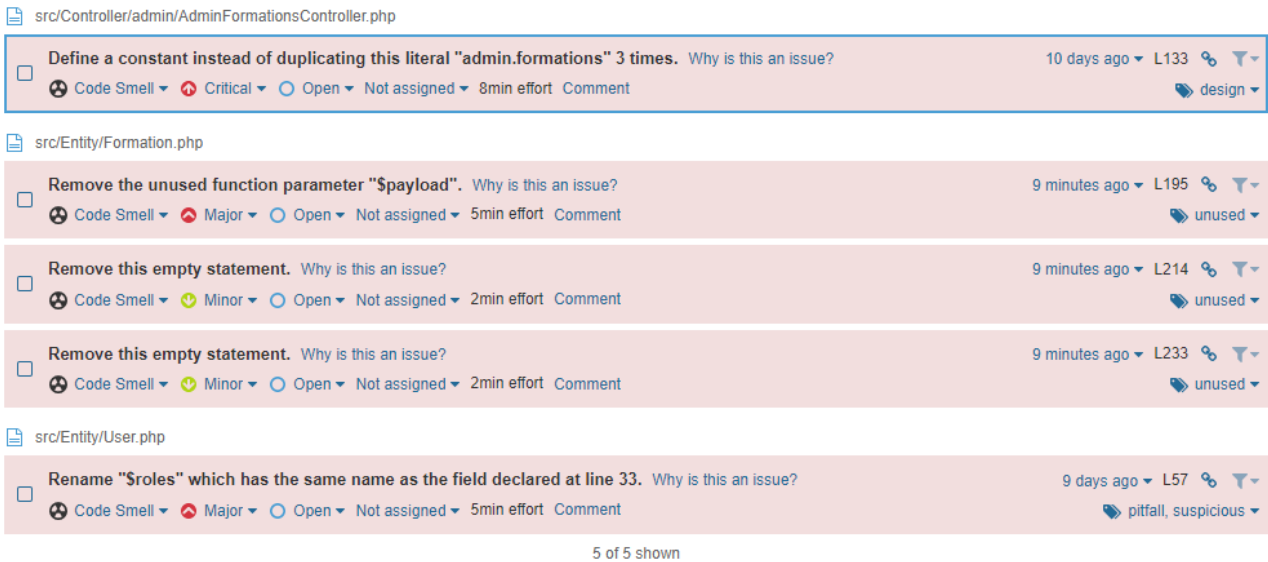 src/Controller/admin/AdminFormationsController.php
Define a constant instead of duplicating this literal "admin.formations" 3 times. Why is this an issue? 10 days ago L133
Code Smell Critical Open Not assigned 8min effort Comment design
src/Entity/Formation.php
Remove the unused function parameter "$payload". Why is this an issue? 9 minutes ago L195
Code Smell Major Open Not assigned 5min effort Comment unused
Remove this empty statement. Why is this an issue? 9 minutes ago L214
Code Smell Minor Open Not assigned 2min effort Comment unused
Remove this empty statement. Why is this an issue? 9 minutes ago L233
Code Smell Minor Open Not assigned 2min effort Comment unused
src/Entity/User.php
Rename "$roles" which has the same name as the field declared at line 33. Why is this an issue? 9 days ago L57
Code Smell Major Open Not assigned 5min effort Comment pitfall, suspicious
5 of 5 shown